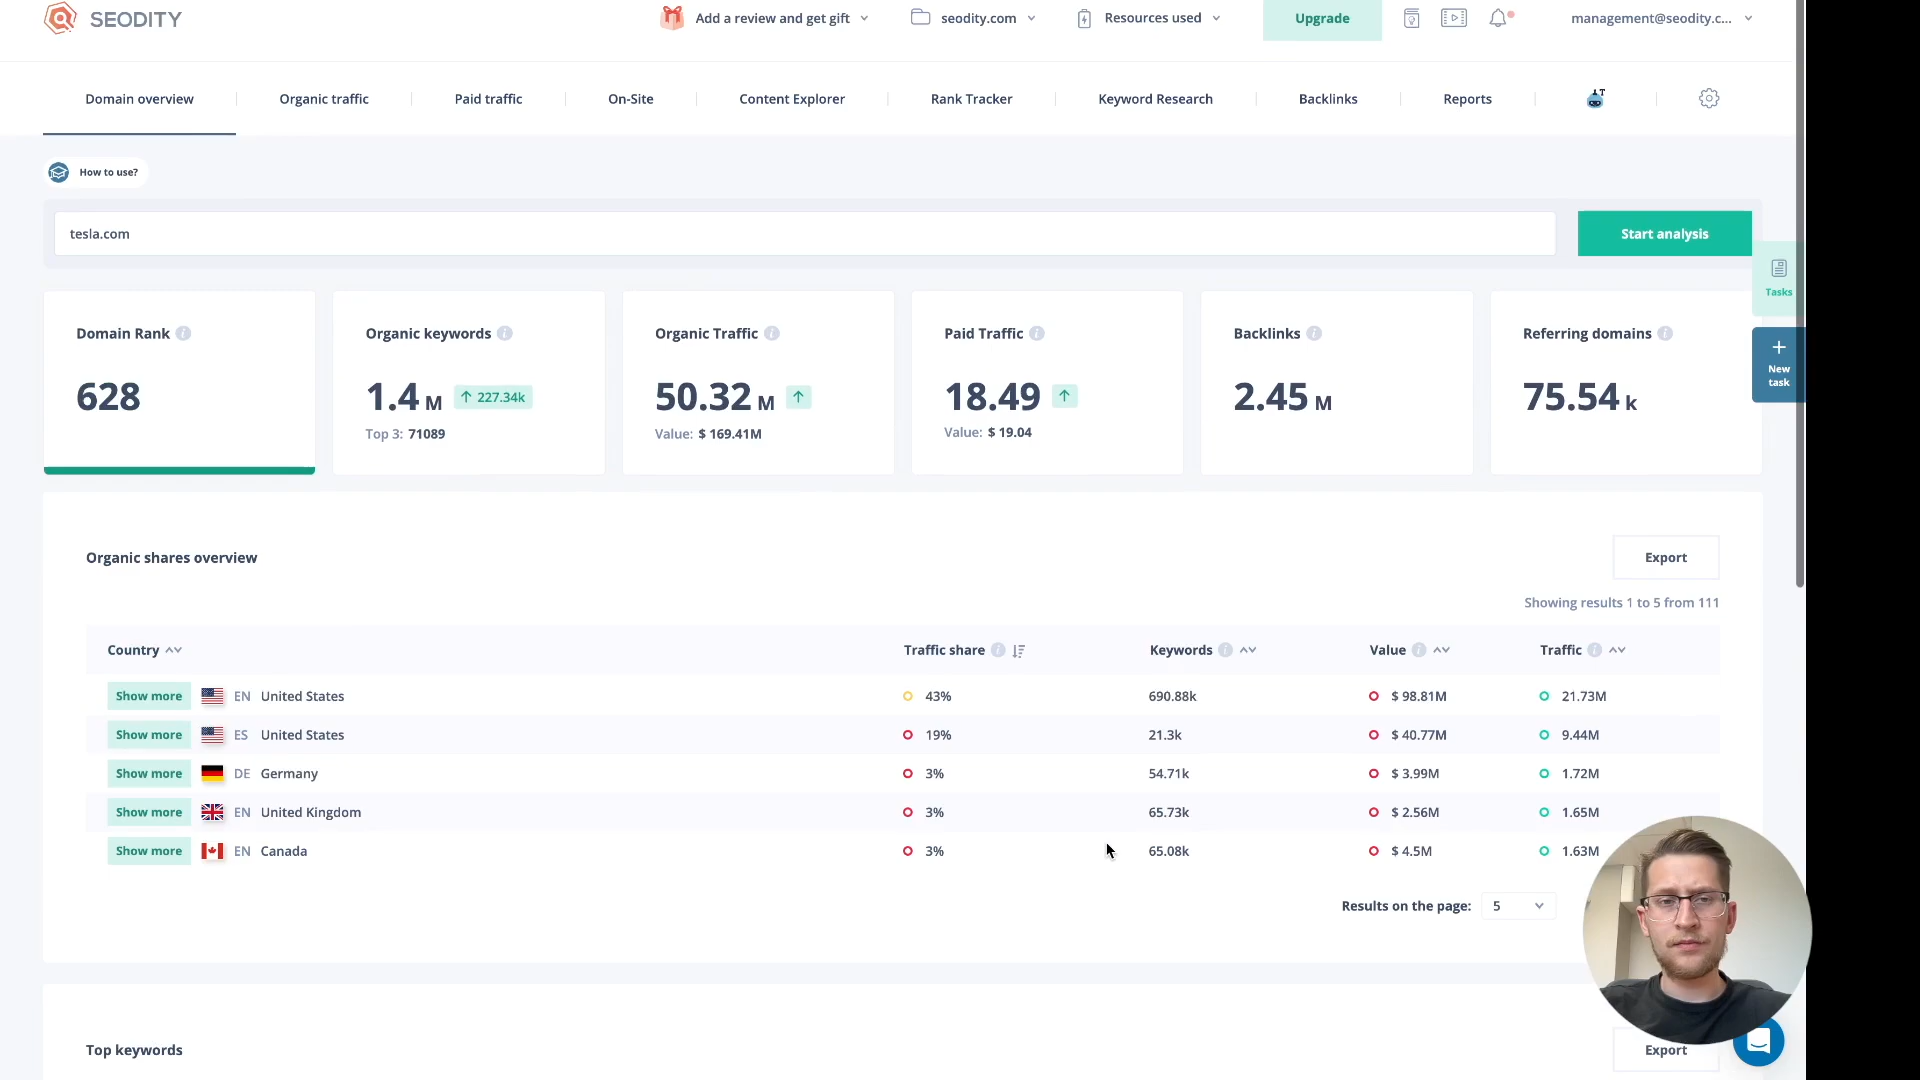 SEODITY
Add a review and get gift
seodity.com
Resources used
Upgrade
management@seodity.c...
Domain overview
Organic traffic
Paid traffic
On-Site
Content Explorer
Rank Tracker
Keyword Research
Backlinks
Reports
T
How to use?
tesla.com
Start analysis
Tasks
+
New
task
Domain Rank
628
Organic keywords
1.4 M ↑ 227.34k
Top 3: 71089
Organic Traffic
50.32 M ↑
Value: $ 169.41M
Paid Traffic
18.49 ↑
Value: $ 19.04
Backlinks
2.45 M
Referring domains
75.54 k
Organic shares overview
Export
Showing results 1 to 5 from 111
Country Traffic share Keywords Value Traffic
Show more EN United States 43% 690.88k $ 98.81M 21.73M
Show more ES United States 19% 21.3k $ 40.77M 9.44M
Show more DE Germany 3% 54.71k $ 3.99M 1.72M
Show more EN United Kingdom 3% 65.73k $ 2.56M 1.65M
Show more EN Canada 3% 65.08k $ 4.5M 1.63M
Results on the page: 5
Top keywords
Export